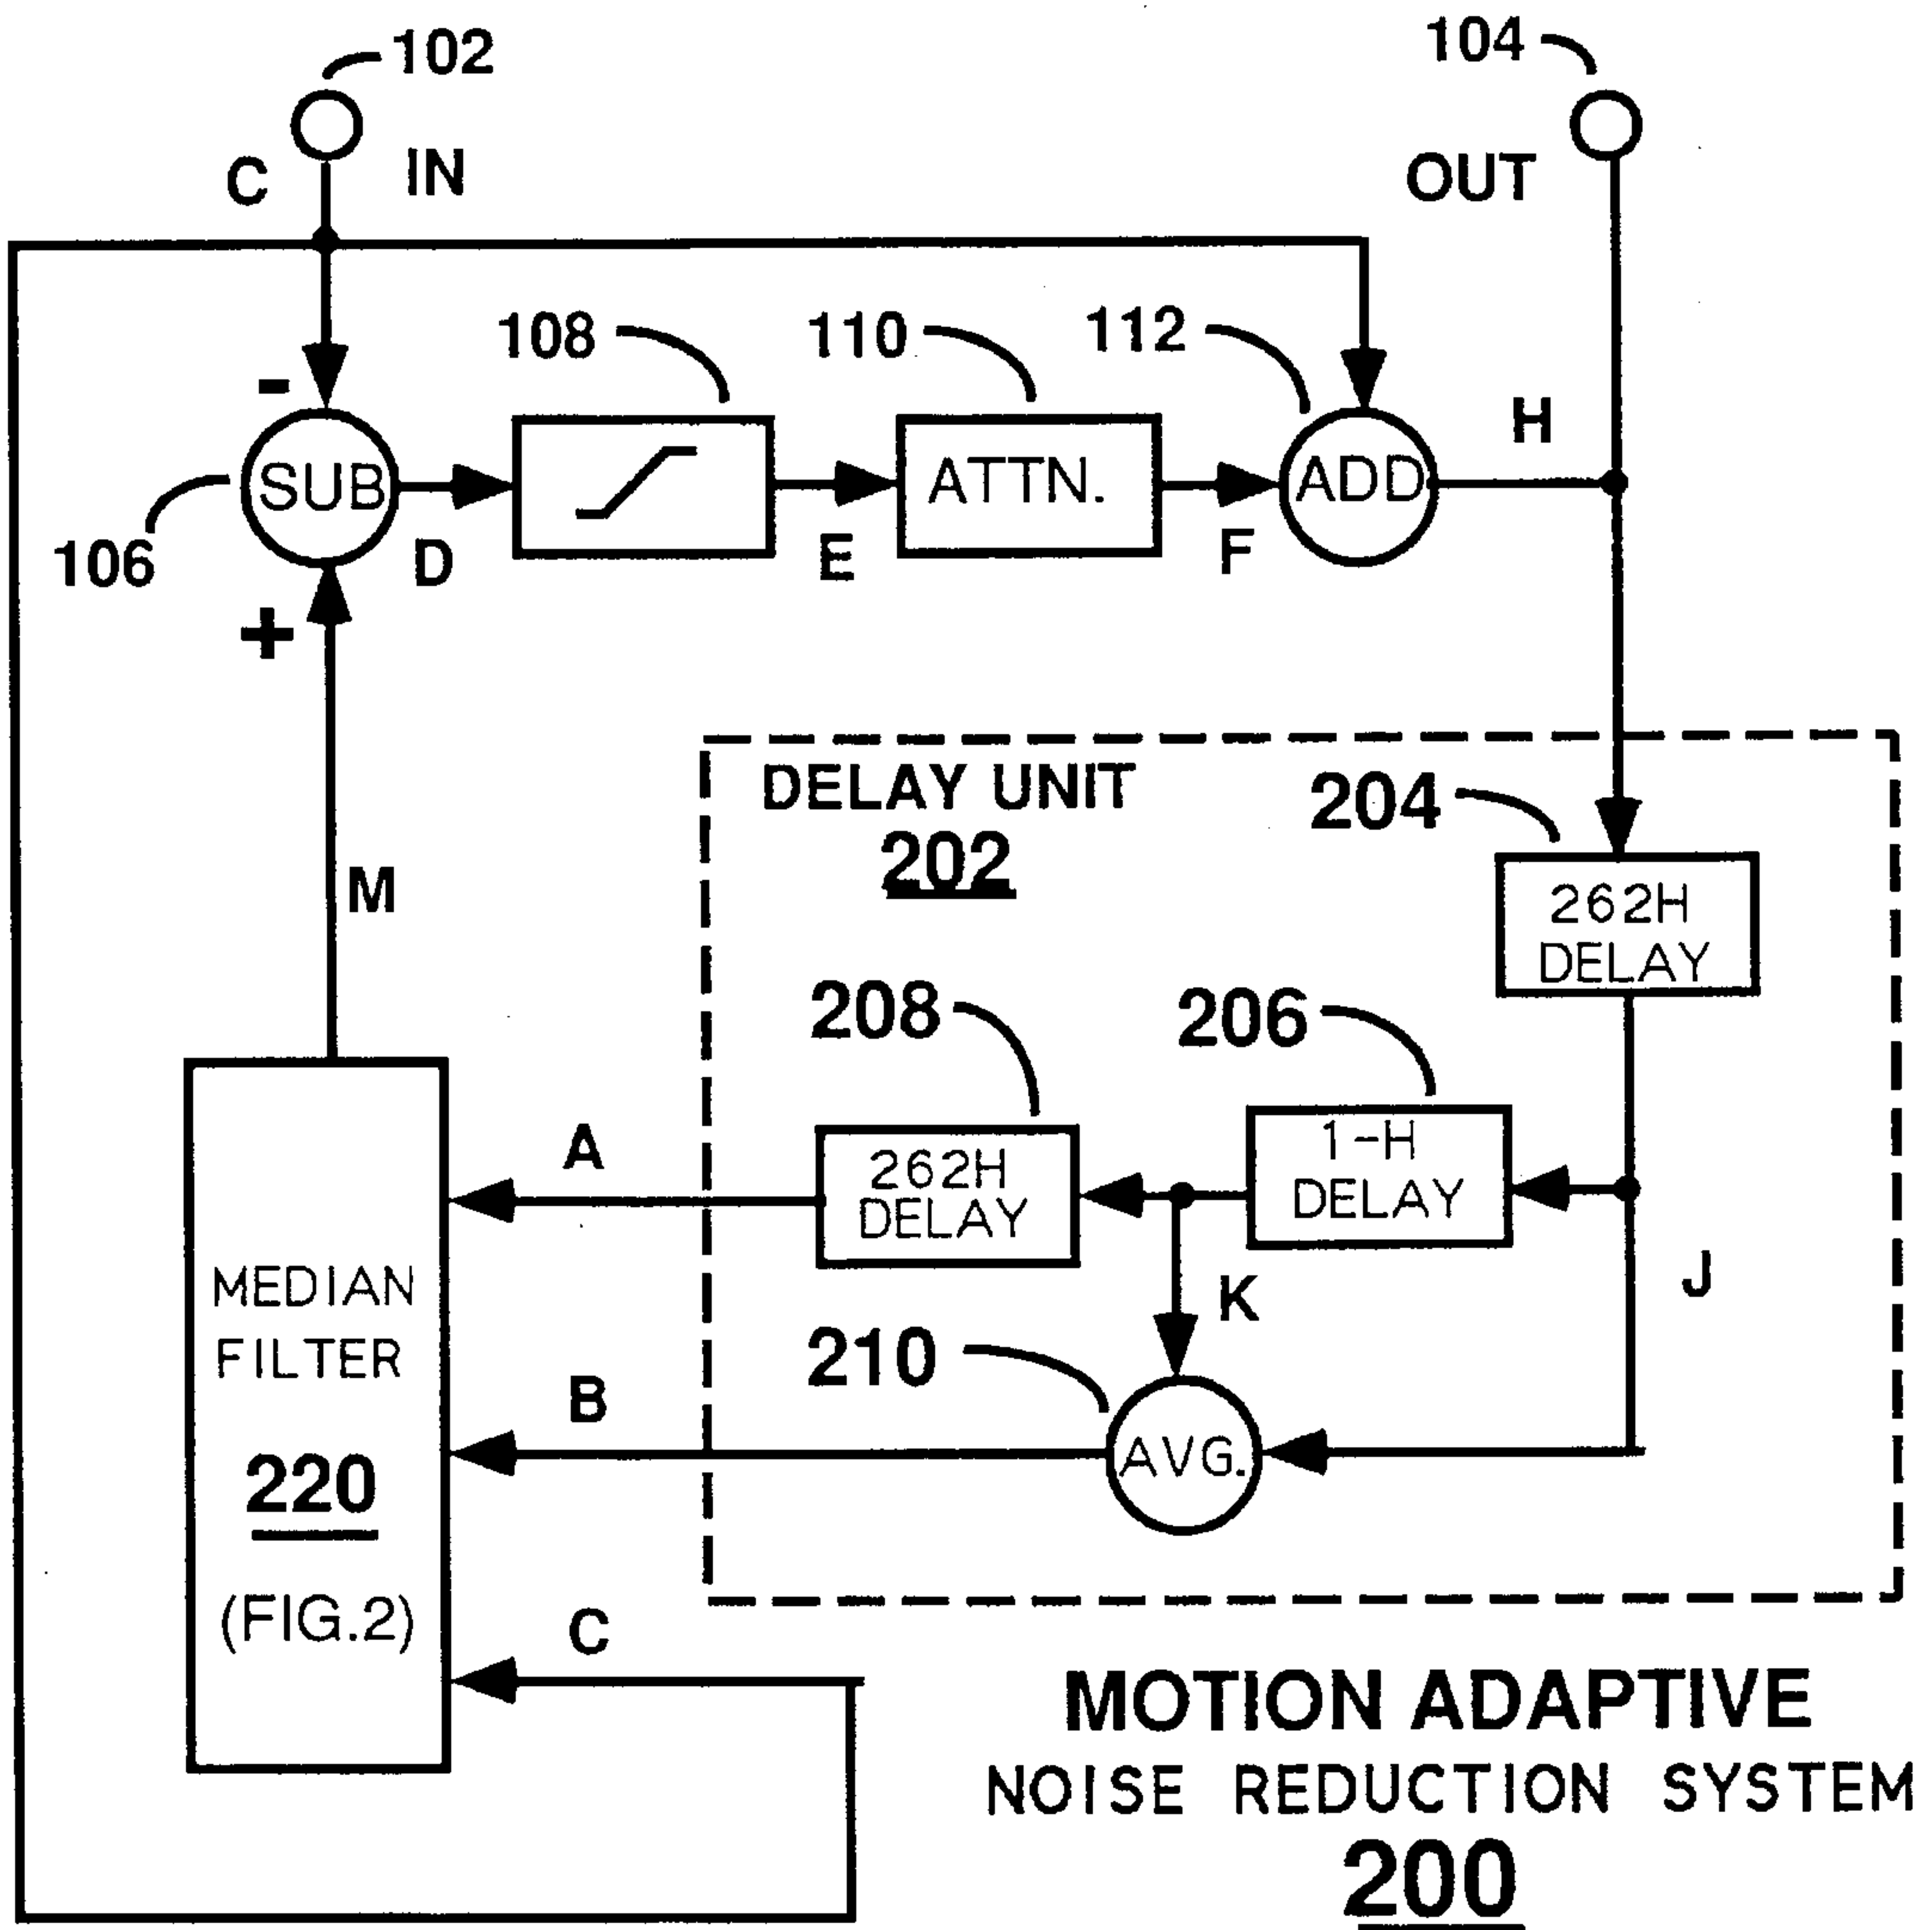 102
104
C
IN
OUT
108
110
112
H
-
SUB
ATTN.
ADD
106
D
E
F
+
DELAY UNIT
202
204
M
262H
DELAY
208
206
A
262H
DELAY
1-H
DELAY
J
K
MEDIAN
FILTER
210
B
AVG.
220
(FIG.2)
C
MOTION ADAPTIVE
NOISE REDUCTION SYSTEM
200